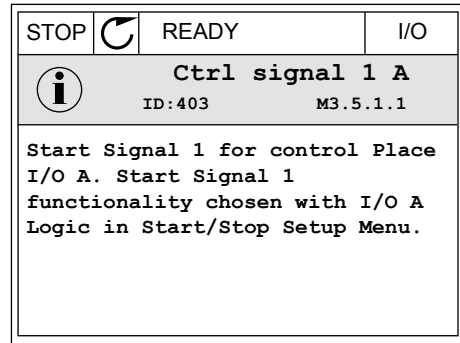 STOP READY I/O
Ctrl signal 1 A
ID:403 M3.5.1.1
Start Signal 1 for control Place
I/O A. Start Signal 1
functionality chosen with I/O A
Logic in Start/Stop Setup Menu.